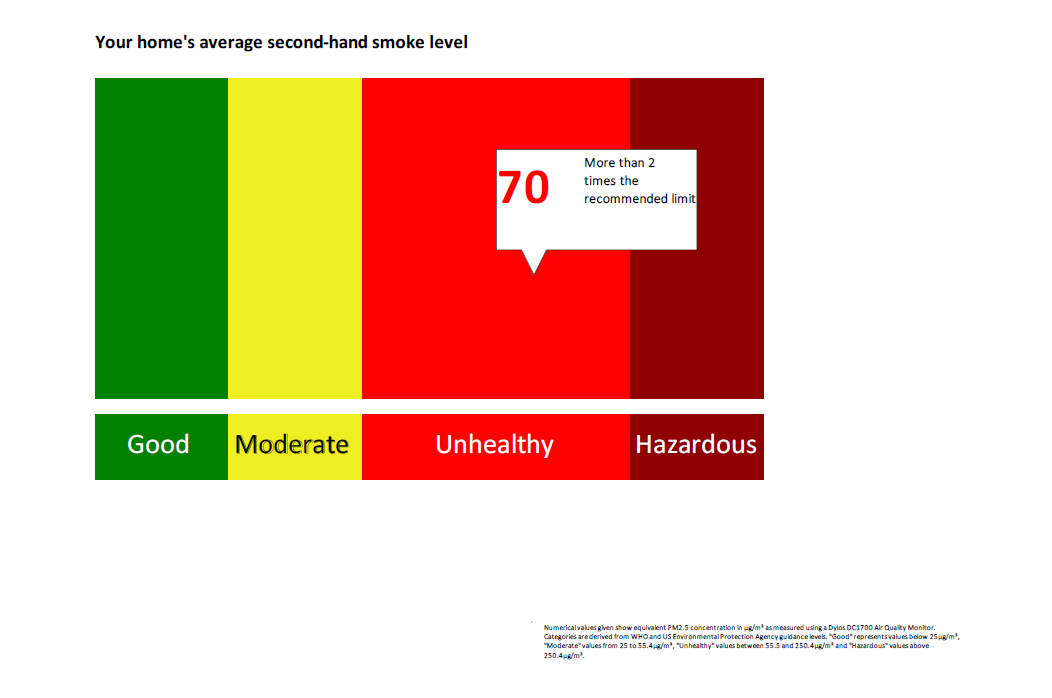 Your home's average second-hand smoke level
70
More than 2
times the
recommended limit
Good
Moderate
Unhealthy
Hazardous
Numerical values given show equivalent PM2.5 concentration in µg/m³ as measured using a Dylos DC1700 Air Quality Monitor.
Categories are derived from WHO and US Environmental Protection Agency guidance levels. "Good" represents values below 25µg/m³,
"Moderate" values from 25 to 55.4µg/m³, "Unhealthy" values between 55.5 and 250.4µg/m³ and "Hazardous" values above
250.4µg/m³.